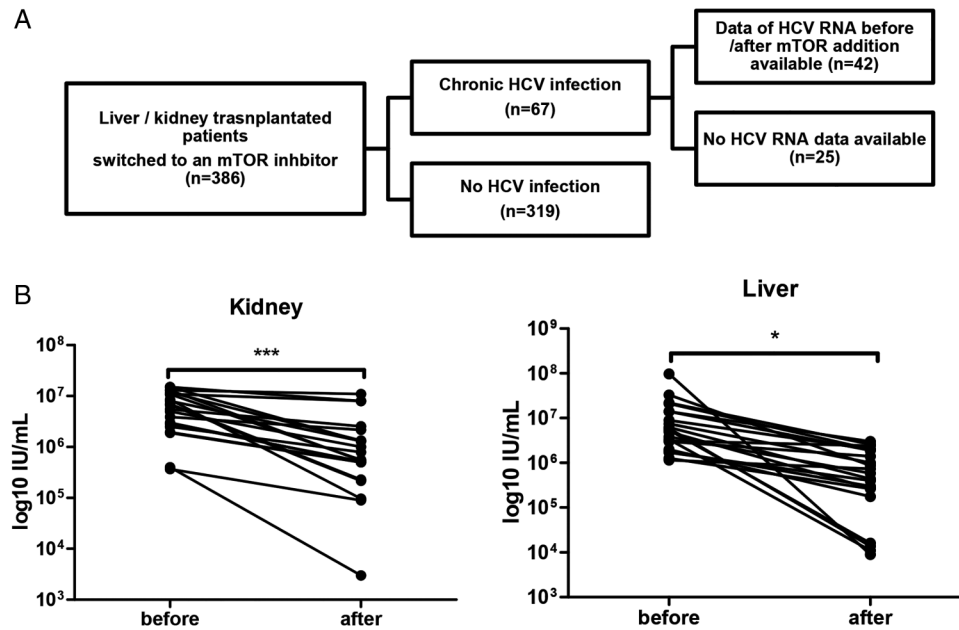 A
Liver / kidney trasnplantated
patients
switched to an mTOR inhbitor
(n=386)
Chronic HCV infection
(n=67)
No HCV infection
(n=319)
Data of HCV RNA before
/after mTOR addition
available (n=42)
No HCV RNA data available
(n=25)
B
Kidney
log10 IU/mL
10⁸
10⁷
10⁶
10⁵
10⁴
10³
***
before after
Liver
log10 IU/mL
10⁹
10⁸
10⁷
10⁶
10⁵
10⁴
10³
*
before after